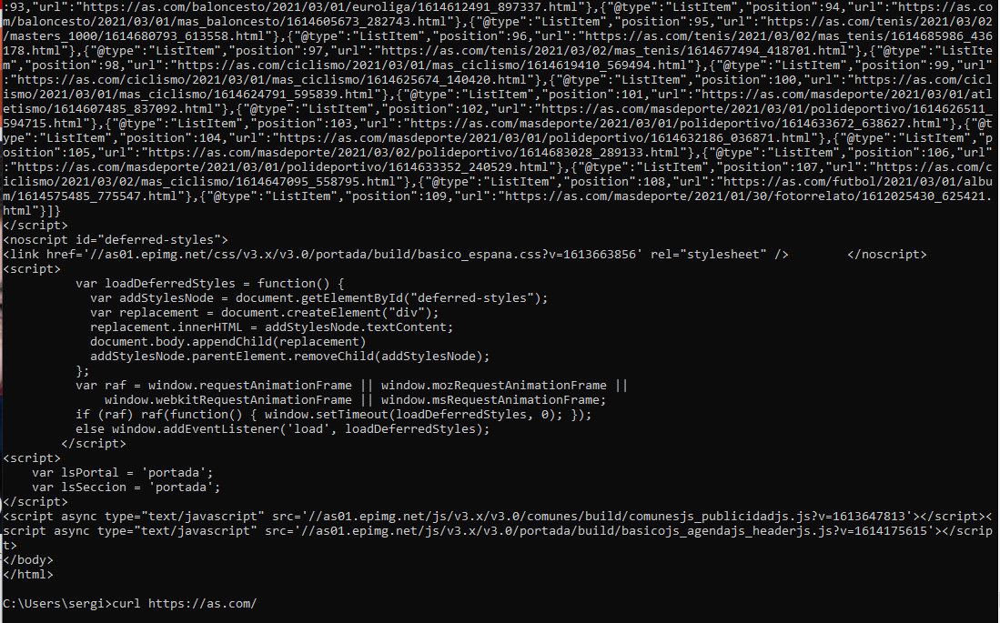 :93,"url":"https://as.com/baloncesto/2021/03/01/euroliga/1614612491_897337.html"},{"@type":"ListItem","position":94,"url":"https://as.co
m/baloncesto/2021/03/01/mas_baloncesto/1614605673_282743.html"},{"@type":"ListItem","position":95,"url":"https://as.com/tenis/2021/03/02
/masters_1000/1614680793_613558.html"},{"@type":"ListItem","position":96,"url":"https://as.com/tenis/2021/03/02/mas_tenis/1614685986_436
178.html"},{"@type":"ListItem","position":97,"url":"https://as.com/tenis/2021/03/02/mas_tenis/1614677494_418701.html"},{"@type":"ListIte
m","position":98,"url":"https://as.com/ciclismo/2021/03/01/mas_ciclismo/1614619410_569494.html"},{"@type":"ListItem","position":99,"url"
:"https://as.com/ciclismo/2021/03/01/mas_ciclismo/1614625674_140420.html"},{"@type":"ListItem","position":100,"url":"https://as.com/cicl
ismo/2021/03/01/mas_ciclismo/1614624791_595839.html"},{"@type":"ListItem","position":101,"url":"https://as.com/masdeporte/2021/03/01/atl
etismo/1614607485_837092.html"},{"@type":"ListItem","position":102,"url":"https://as.com/masdeporte/2021/03/01/polideportivo/1614626511_
594715.html"},{"@type":"ListItem","position":103,"url":"https://as.com/masdeporte/2021/03/01/polideportivo/1614633672_638627.html"},{"@t
ype":"ListItem","position":104,"url":"https://as.com/masdeporte/2021/03/01/polideportivo/1614632186_036871.html"},{"@type":"ListItem","p
osition":105,"url":"https://as.com/masdeporte/2021/03/02/polideportivo/1614683028_289133.html"},{"@type":"ListItem","position":106,"url"
:"https://as.com/masdeporte/2021/03/01/polideportivo/1614633352_240529.html"},{"@type":"ListItem","position":107,"url":"https://as.com/c
iclismo/2021/03/02/mas_ciclismo/1614647095_558795.html"},{"@type":"ListItem","position":108,"url":"https://as.com/futbol/2021/03/01/albu
m/1614575485_775547.html"},{"@type":"ListItem","position":109,"url":"https://as.com/masdeporte/2021/01/30/fotorrelato/1612025430_625421.
html"}]}
</script>
<noscript id="deferred-styles">
<link href='//as01.epimg.net/css/v3.x/v3.0/portada/build/basico_espana.css?v=1613663856' rel="stylesheet" />        </noscript>
<script>
          var loadDeferredStyles = function() {
            var addStylesNode = document.getElementById("deferred-styles");
            var replacement = document.createElement("div");
            replacement.innerHTML = addStylesNode.textContent;
            document.body.appendChild(replacement)
            addStylesNode.parentElement.removeChild(addStylesNode);
          };
          var raf = window.requestAnimationFrame || window.mozRequestAnimationFrame ||
              window.webkitRequestAnimationFrame || window.msRequestAnimationFrame;
          if (raf) raf(function() { window.setTimeout(loadDeferredStyles, 0); });
          else window.addEventListener('load', loadDeferredStyles);
        </script>
<script>
    var lsPortal = 'portada';
    var lsSeccion = 'portada';
</script>
<script async type="text/javascript" src='//as01.epimg.net/js/v3.x/v3.0/comunes/build/comunesjs_publicidadjs.js?v=1613647813'></script><
script async type="text/javascript" src='//as01.epimg.net/js/v3.x/v3.0/portada/build/basicojs_agendajs_headerjs.js?v=1614175615'></scrip
t>
</body>
</html>
C:\Users\sergi>curl https://as.com/